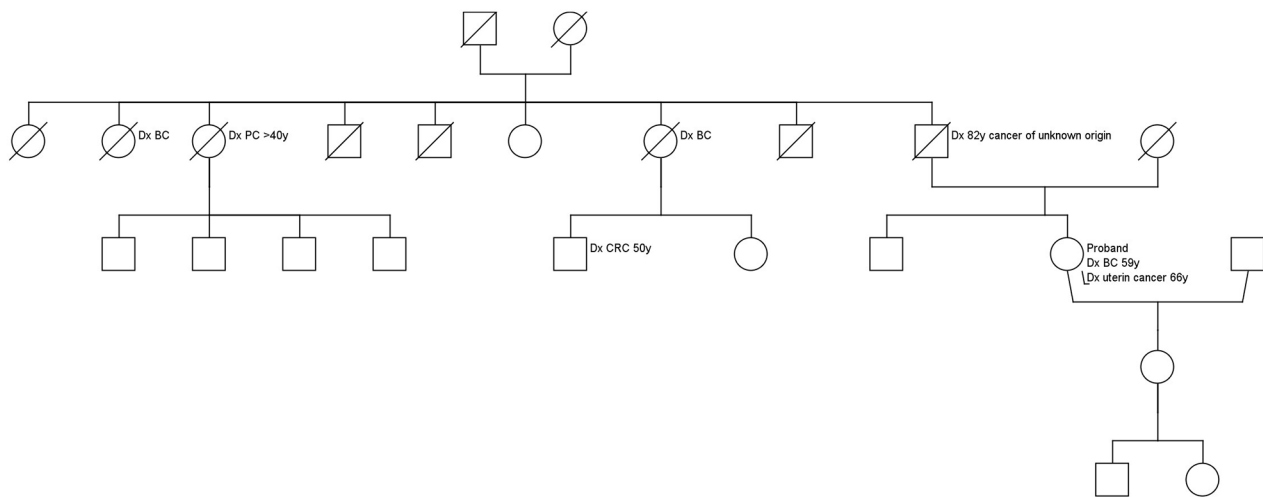 Dx BC
Dx PC >40y
Dx BC
Dx 82y cancer of unknown origin
Dx CRC 50y
Proband
Dx BC 59y
Dx uterin cancer 66y